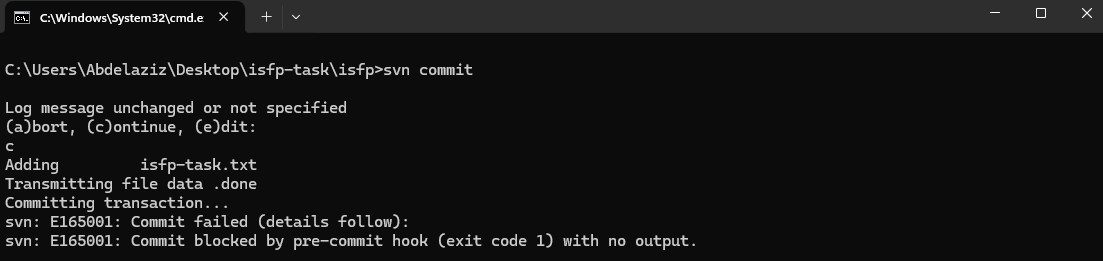 C:\Windows\System32\cmd.e
C:\Users\Abdelaziz\Desktop\isfp-task\isfp>svn commit
Log message unchanged or not specified
(a)bort, (c)ontinue, (e)dit:
c
Adding         isfp-task.txt
Transmitting file data .done
Committing transaction...
svn: E165001: Commit failed (details follow):
svn: E165001: Commit blocked by pre-commit hook (exit code 1) with no output.